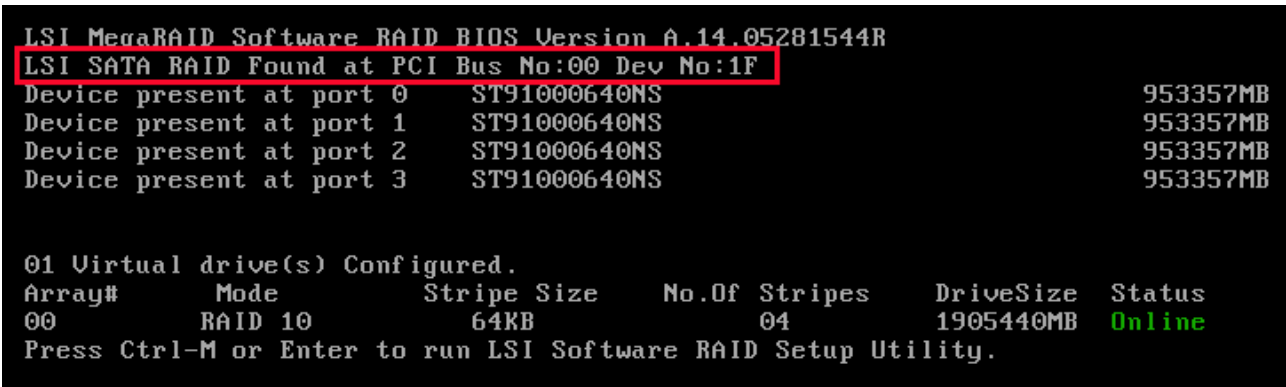 LSI MegaRAID Software RAID BIOS Version A.14.05281544R
LSI SATA RAID Found at PCI Bus No:00 Dev No:1F
Device present at port 0 ST91000640NS 953357MB
Device present at port 1 ST91000640NS 953357MB
Device present at port 2 ST91000640NS 953357MB
Device present at port 3 ST91000640NS 953357MB
01 Virtual drive(s) Configured.
Array# Mode Stripe Size No.Of Stripes DriveSize Status
00 RAID 10 64KB 04 1905440MB Online
Press Ctrl-M or Enter to run LSI Software RAID Setup Utility.